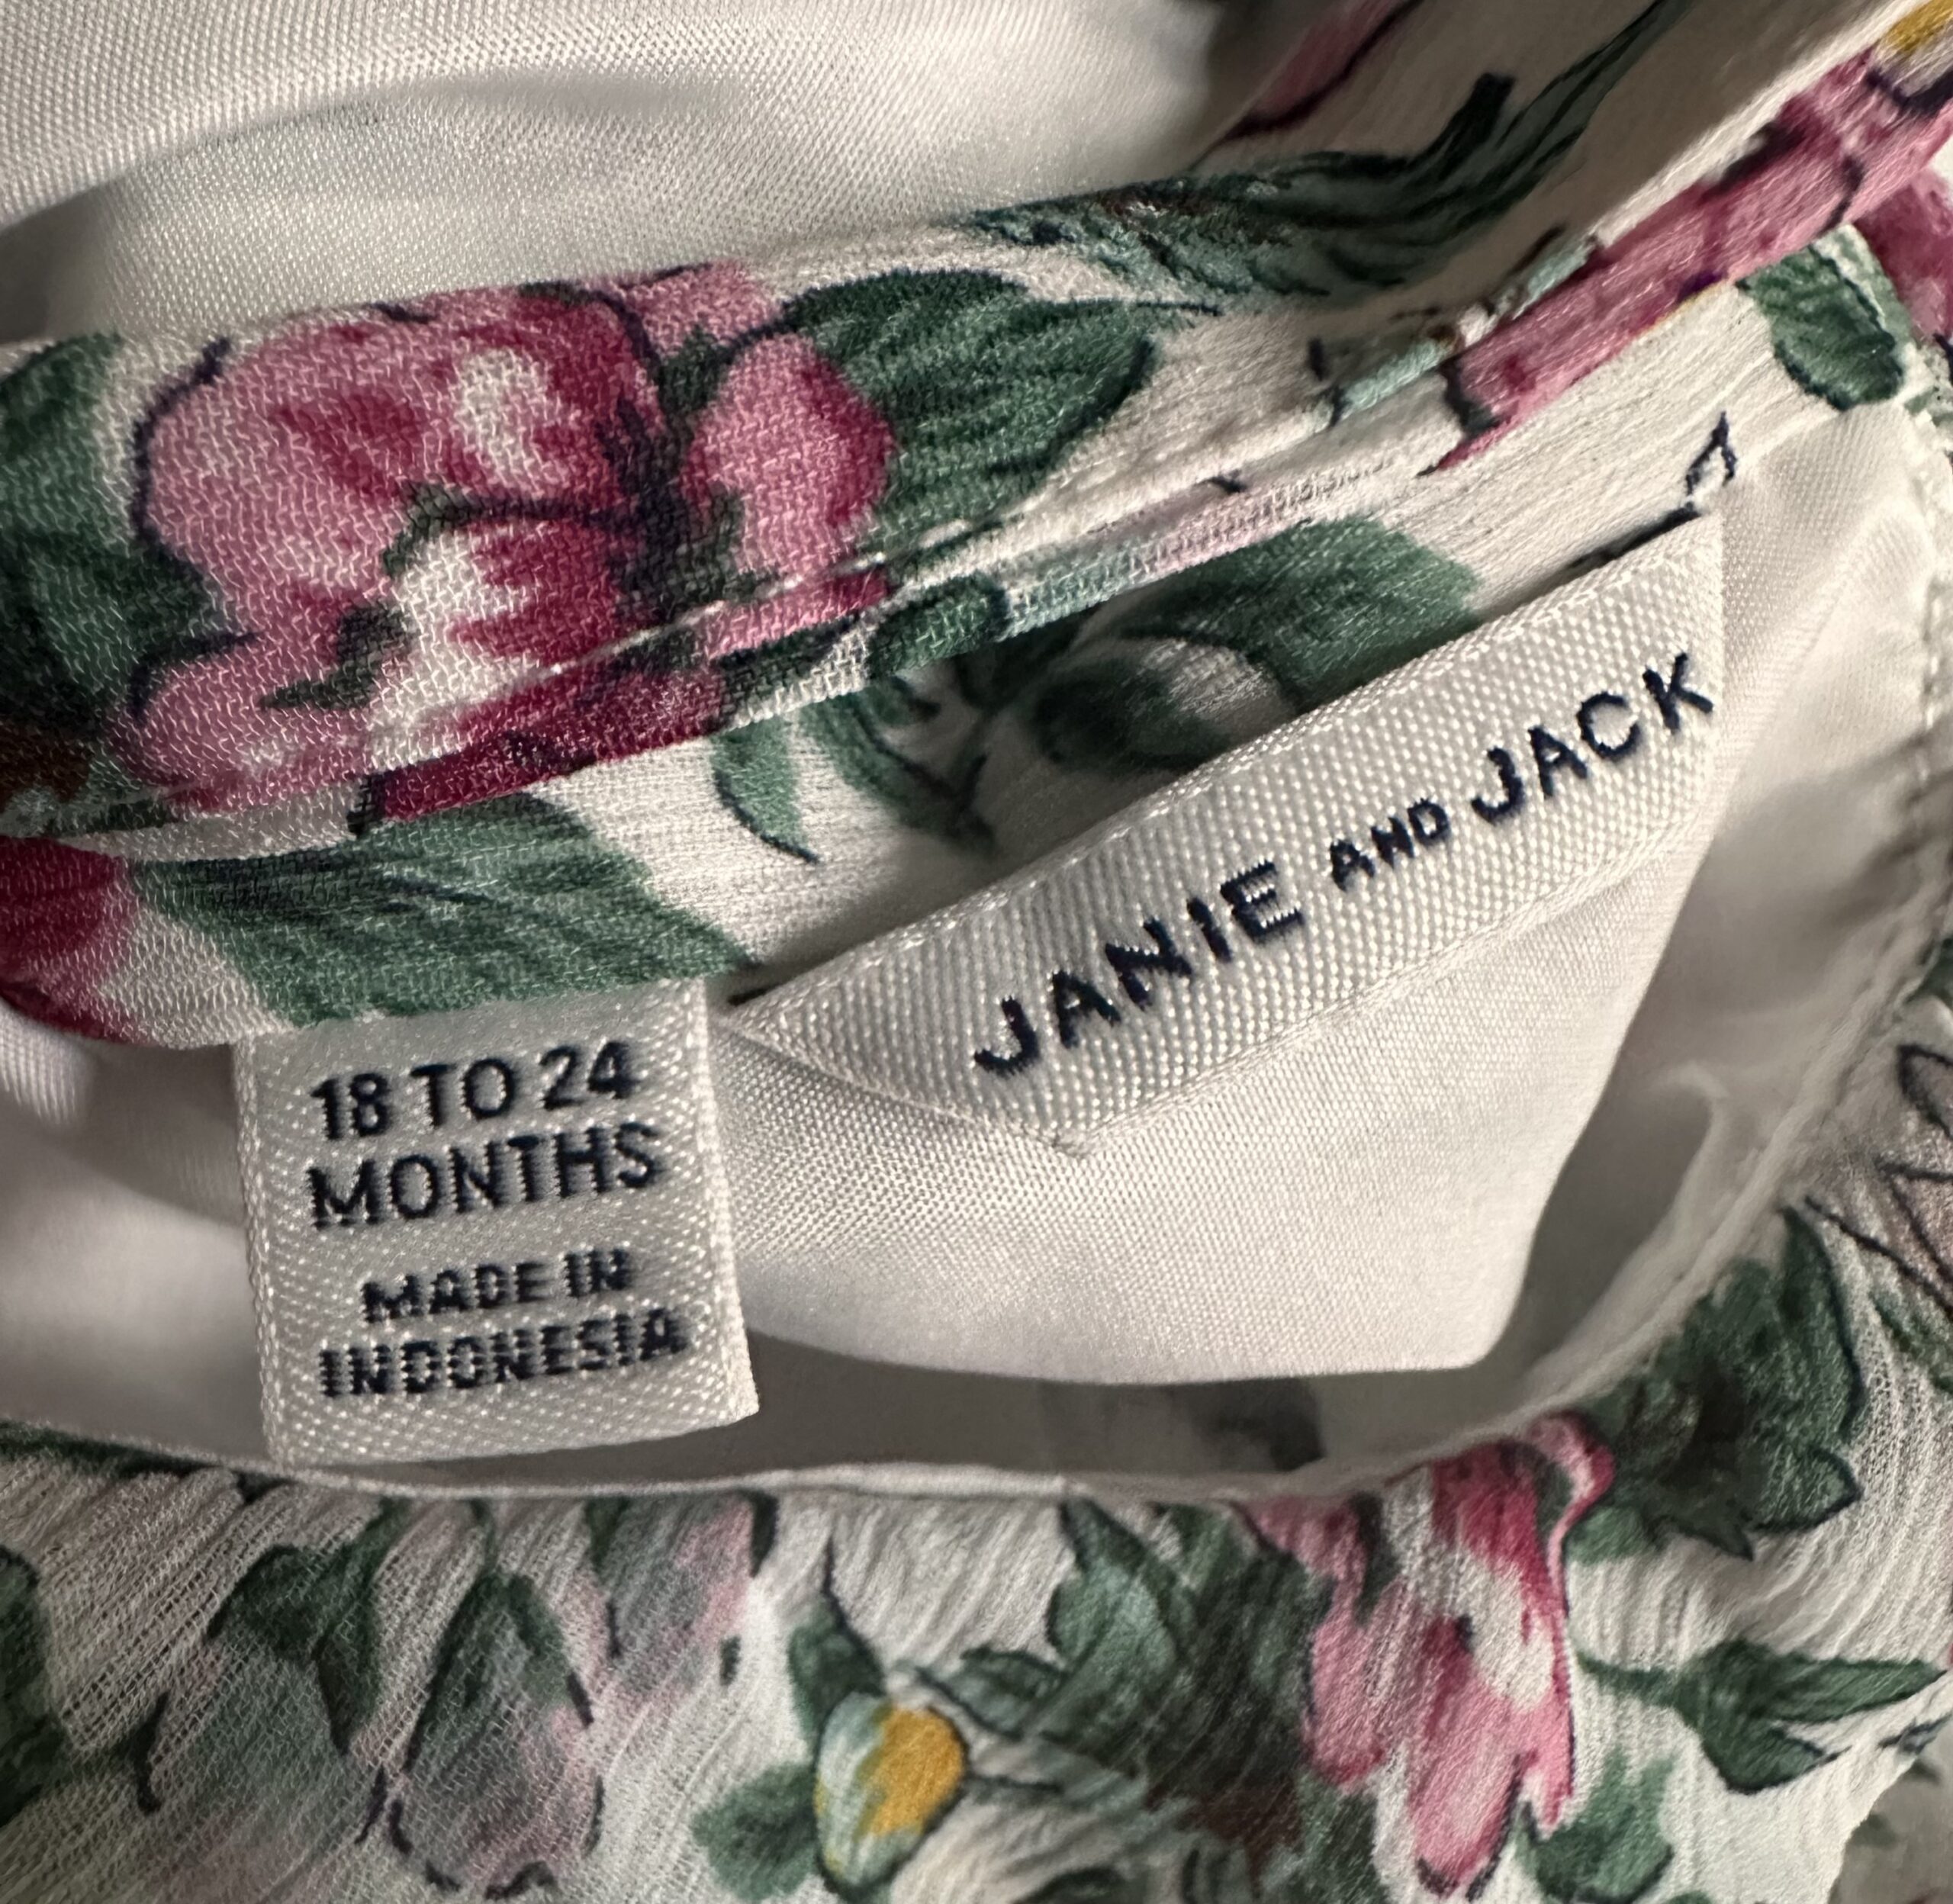 JANIE AND JACK
18 TO 24
MONTHS
MADE IN
INDONESIA